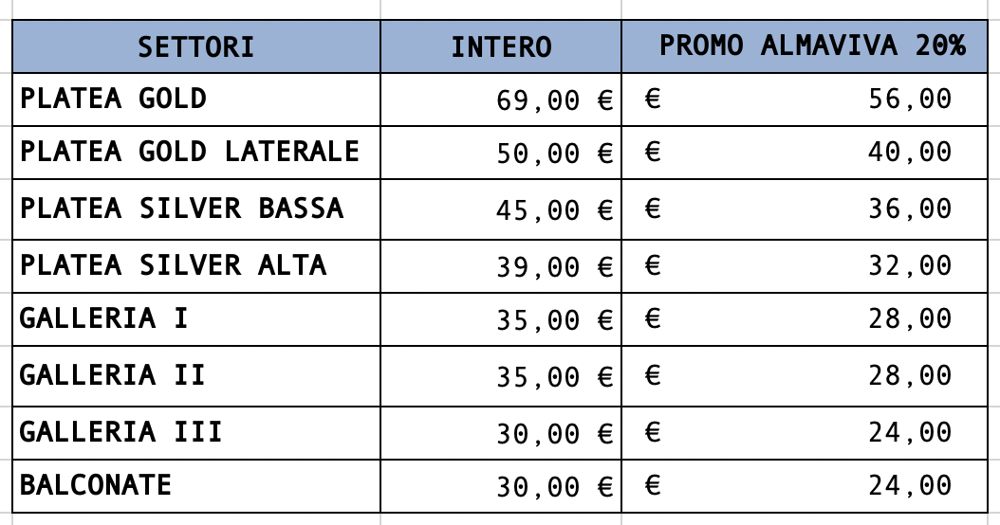 SETTORI INTERO PROMO ALMAVIVA 20%
PLATEA GOLD 69,00 € € 56,00
PLATEA GOLD LATERALE 50,00 € € 40,00
PLATEA SILVER BASSA 45,00 € € 36,00
PLATEA SILVER ALTA 39,00 € € 32,00
GALLERIA I 35,00 € € 28,00
GALLERIA II 35,00 € € 28,00
GALLERIA III 30,00 € € 24,00
BALCONATE 30,00 € € 24,00